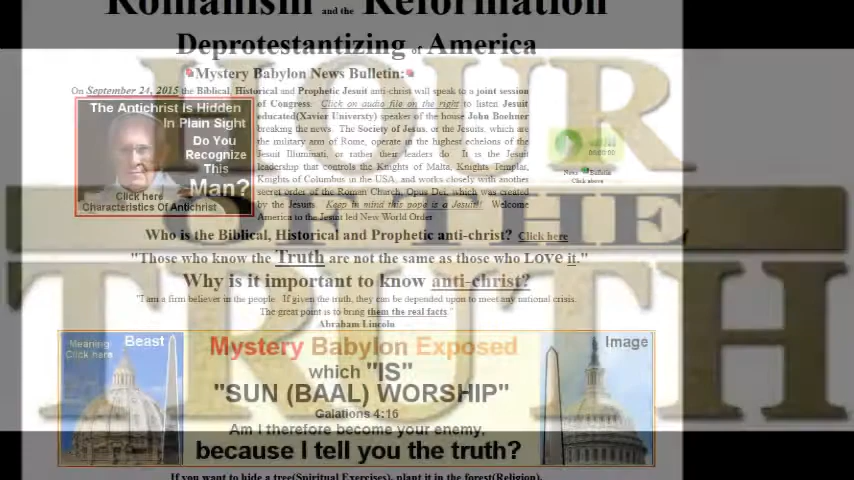 Romanism and the Reformation
Deprotestantizing of America
Mystery Babylon News Bulletin:
On September 24, 2015 the Biblical, Historical and Prophetic Jesuit anti-christ will speak to a joint session
of Congress. Click on audio file on the right to listen Jesuit
educated(Xavier University) speaker of the house John Boehner
breaking the news. The Society of Jesus, or the Jesuits, which are
the military arm of Rome, operate at the highest echelons of the
Jesuit Illuminati, or rather their leaders do. It is the Jesuit
leadership that controls the Knights of Malta, Knights Templar,
Knights of Columbus in the USA, and works closely with another
secret order of the Roman Church, Opus Dei, which was created
by the Jesuits. Keep in mind this pope is a Jesuit!! Welcome
America to the Jesuit led New World Order
The Antichrist Is Hidden
In Plain Sight
Do You
Recognize
This
Man?
Click here
Characteristics Of Antichrist
News Bulletin
Click above
HOUR
OF THE
TRUTH
Who is the Biblical, Historical and Prophetic anti-christ? Click here
"Those who know the Truth are not the same as those who Love it."
Why is it important to know anti-christ?
"I am a firm believer in the people. If given the truth, they can be depended upon to meet any national crisis.
The great point is to bring them the real facts."
Abraham Lincoln
Meaning
Click here
Beast
Mystery Babylon Exposed
which "IS"
"SUN (BAAL) WORSHIP"
Galations 4:16
Am I therefore become your enemy,
because I tell you the truth?
Image
If you want to hide a tree(Spiritual Exercises), plant it in the forest(Religion).